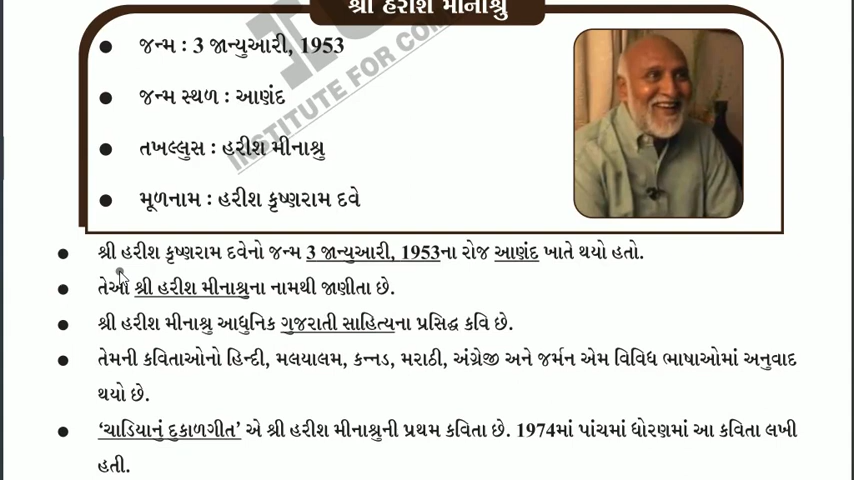 શ્રી હરીશ મીનાશ્રુ
INSTITUTE FOR COM
● જન્મ : 3 જાન્યુઆરી, 1953
● જન્મ સ્થળ : આણંદ
● તખલ્લુસ : હરીશ મીનાશ્રુ
● મૂળનામ : હરીશ કૃષ્ણરામ દવે
● શ્રી હરીશ કૃષ્ણરામ દવેનો જન્મ 3 જાન્યુઆરી, 1953ના રોજ આણંદ ખાતે થયો હતો.
● તેઓ શ્રી હરીશ મીનાશ્રુના નામથી જાણીતા છે.
● શ્રી હરીશ મીનાશ્રુ આધુનિક ગુજરાતી સાહિત્યના પ્રસિદ્ધ કવિ છે.
● તેમની કવિતાઓનો હિન્દી, મલયાલમ, કન્નડ, મરાઠી, અંગ્રેજી અને જર્મન એમ વિવિધ ભાષાઓમાં અનુવાદ
થયો છે.
● 'ચાડિયાનું દુકાળગીત' એ શ્રી હરીશ મીનાશ્રુની પ્રથમ કવિતા છે. 1974માં પાંચમાં ધોરણમાં આ કવિતા લખી
હતી.